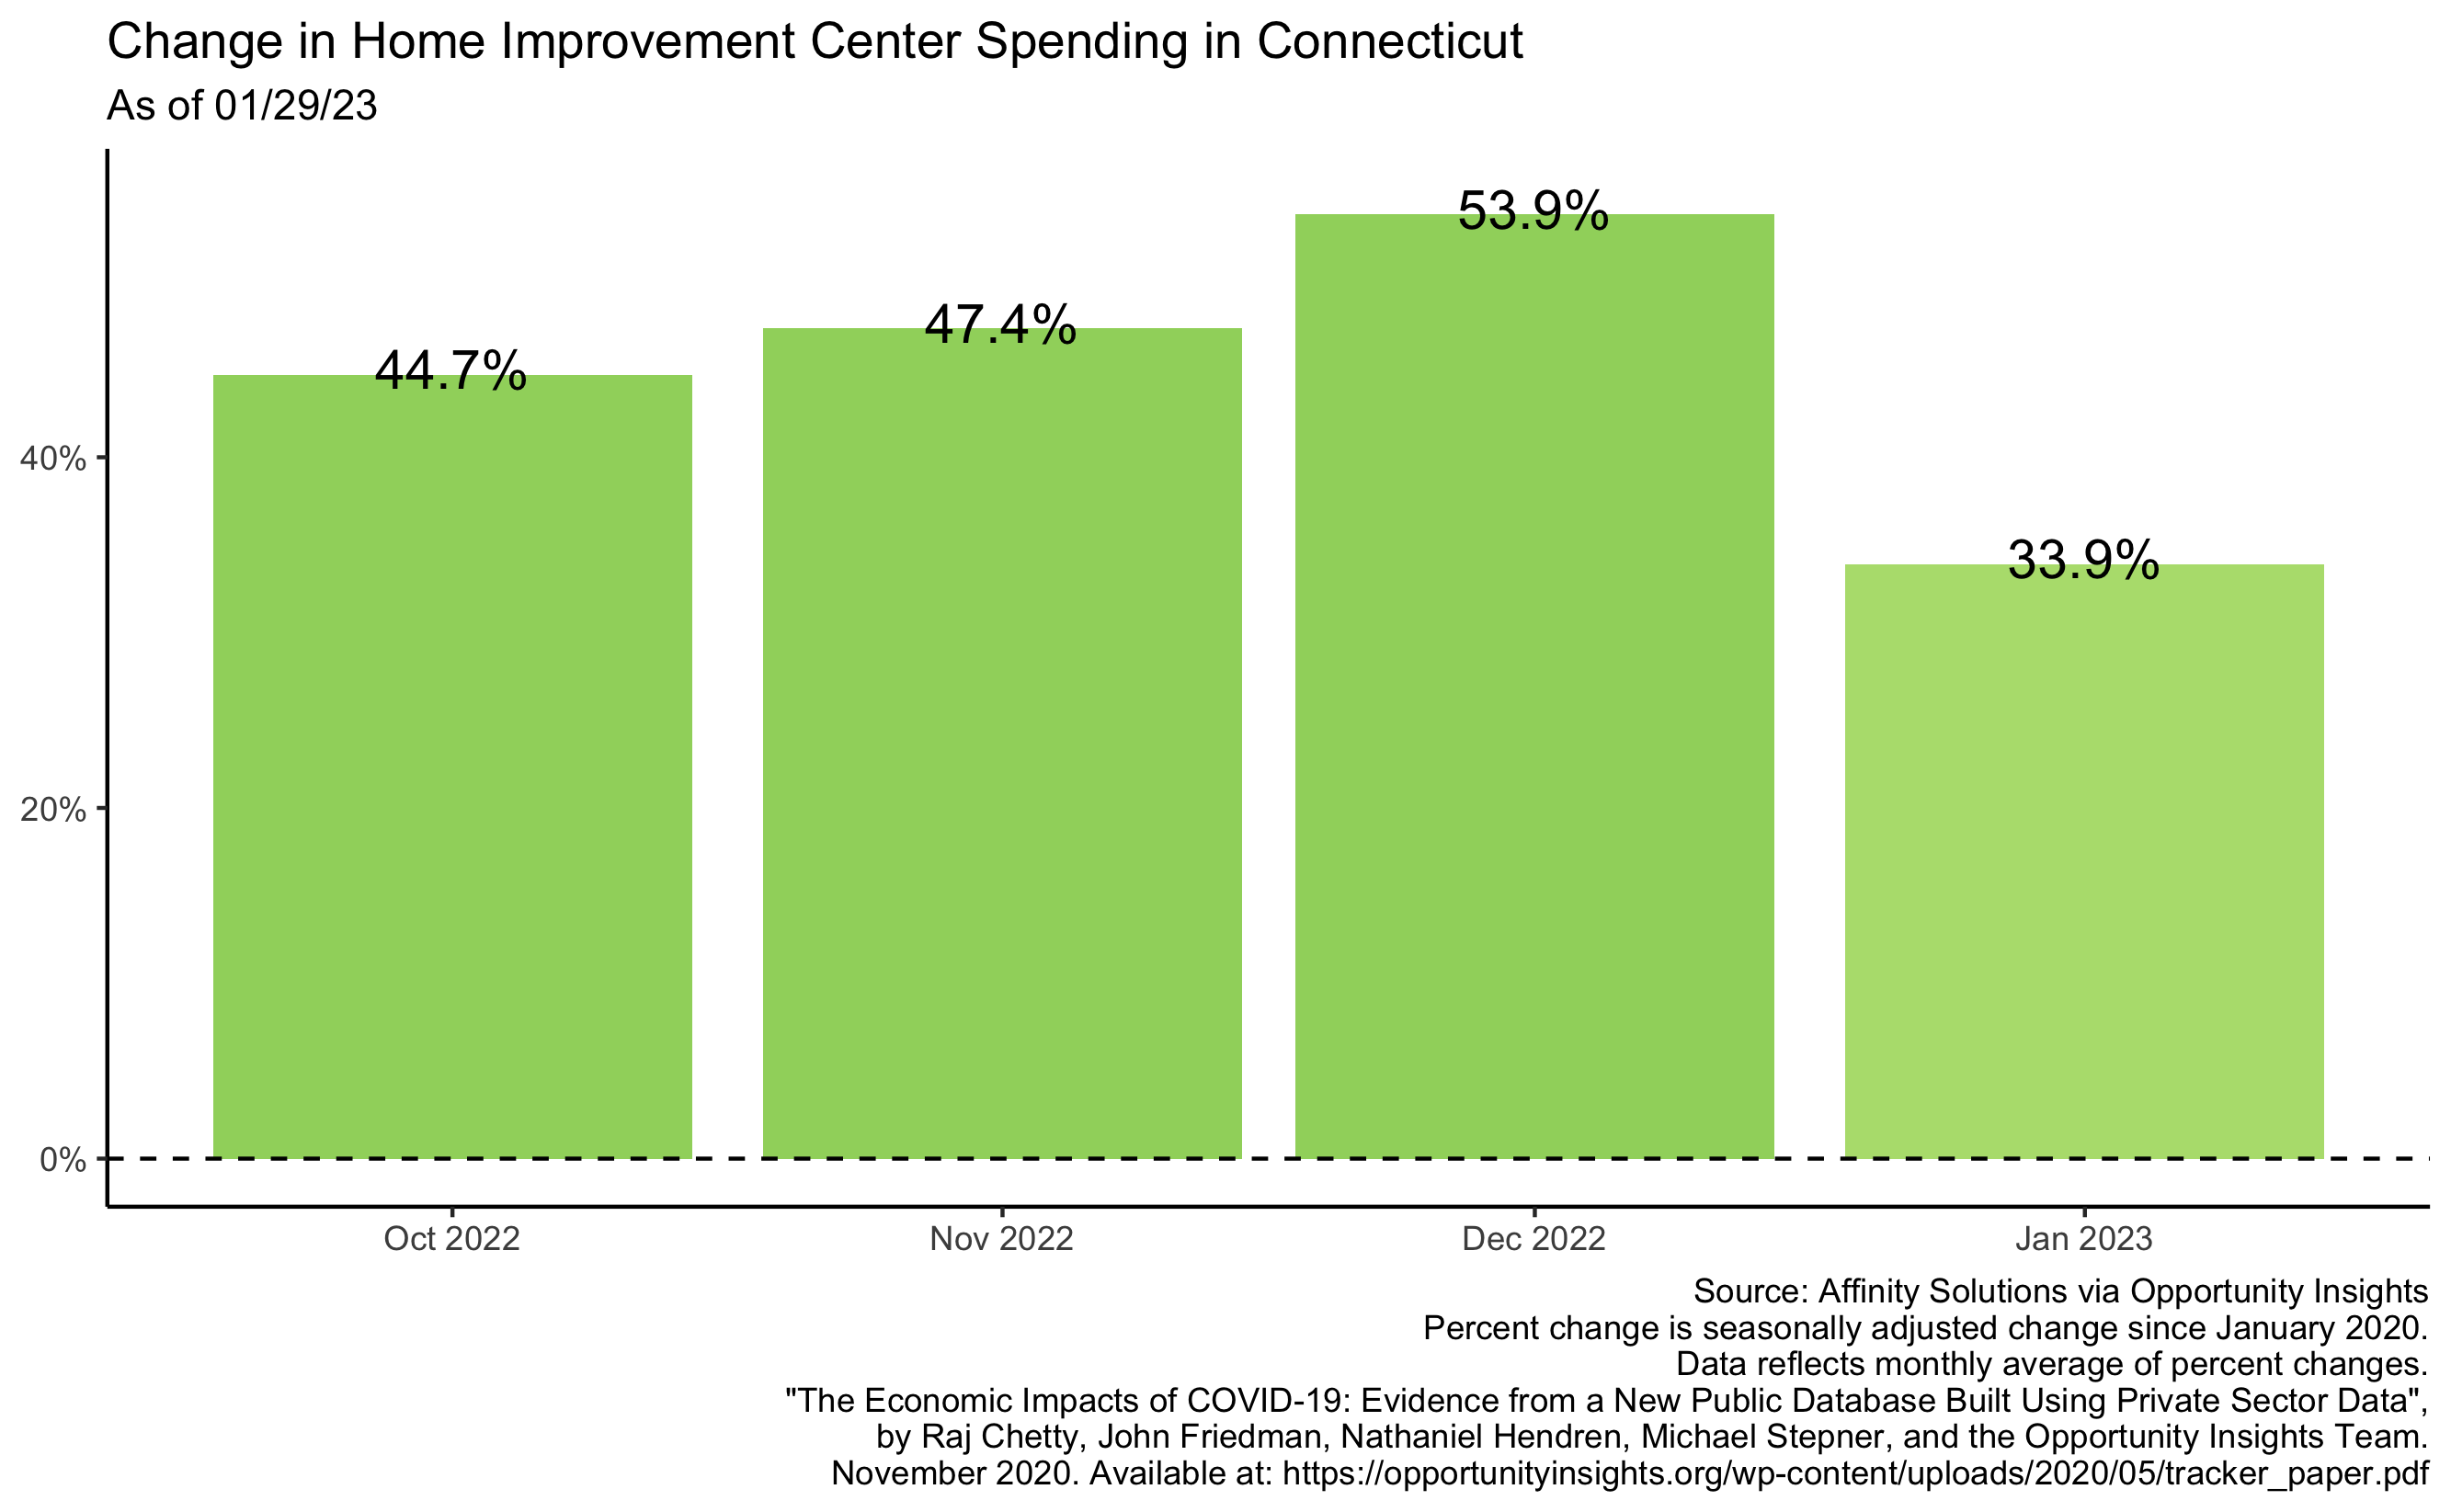 Change in Home Improvement Center Spending in Connecticut
As of 01/29/23
53.9%
47.4%
44.7%
40%
33.9%
20%
0%
Oct 2022
Nov 2022
Dec 2022
Jan 2023
Source: Affinity Solutions via Opportunity Insights
Percent change is seasonally adjusted change since January 2020.
Data reflects monthly average of percent changes.
"The Economic Impacts of COVID-19: Evidence from a New Public Database Built Using Private Sector Data",
by Raj Chetty, John Friedman, Nathaniel Hendren, Michael Stepner, and the Opportunity Insights Team.
November 2020. Available at: https://opportunityinsights.org/wp-content/uploads/2020/05/tracker_paper.pdf